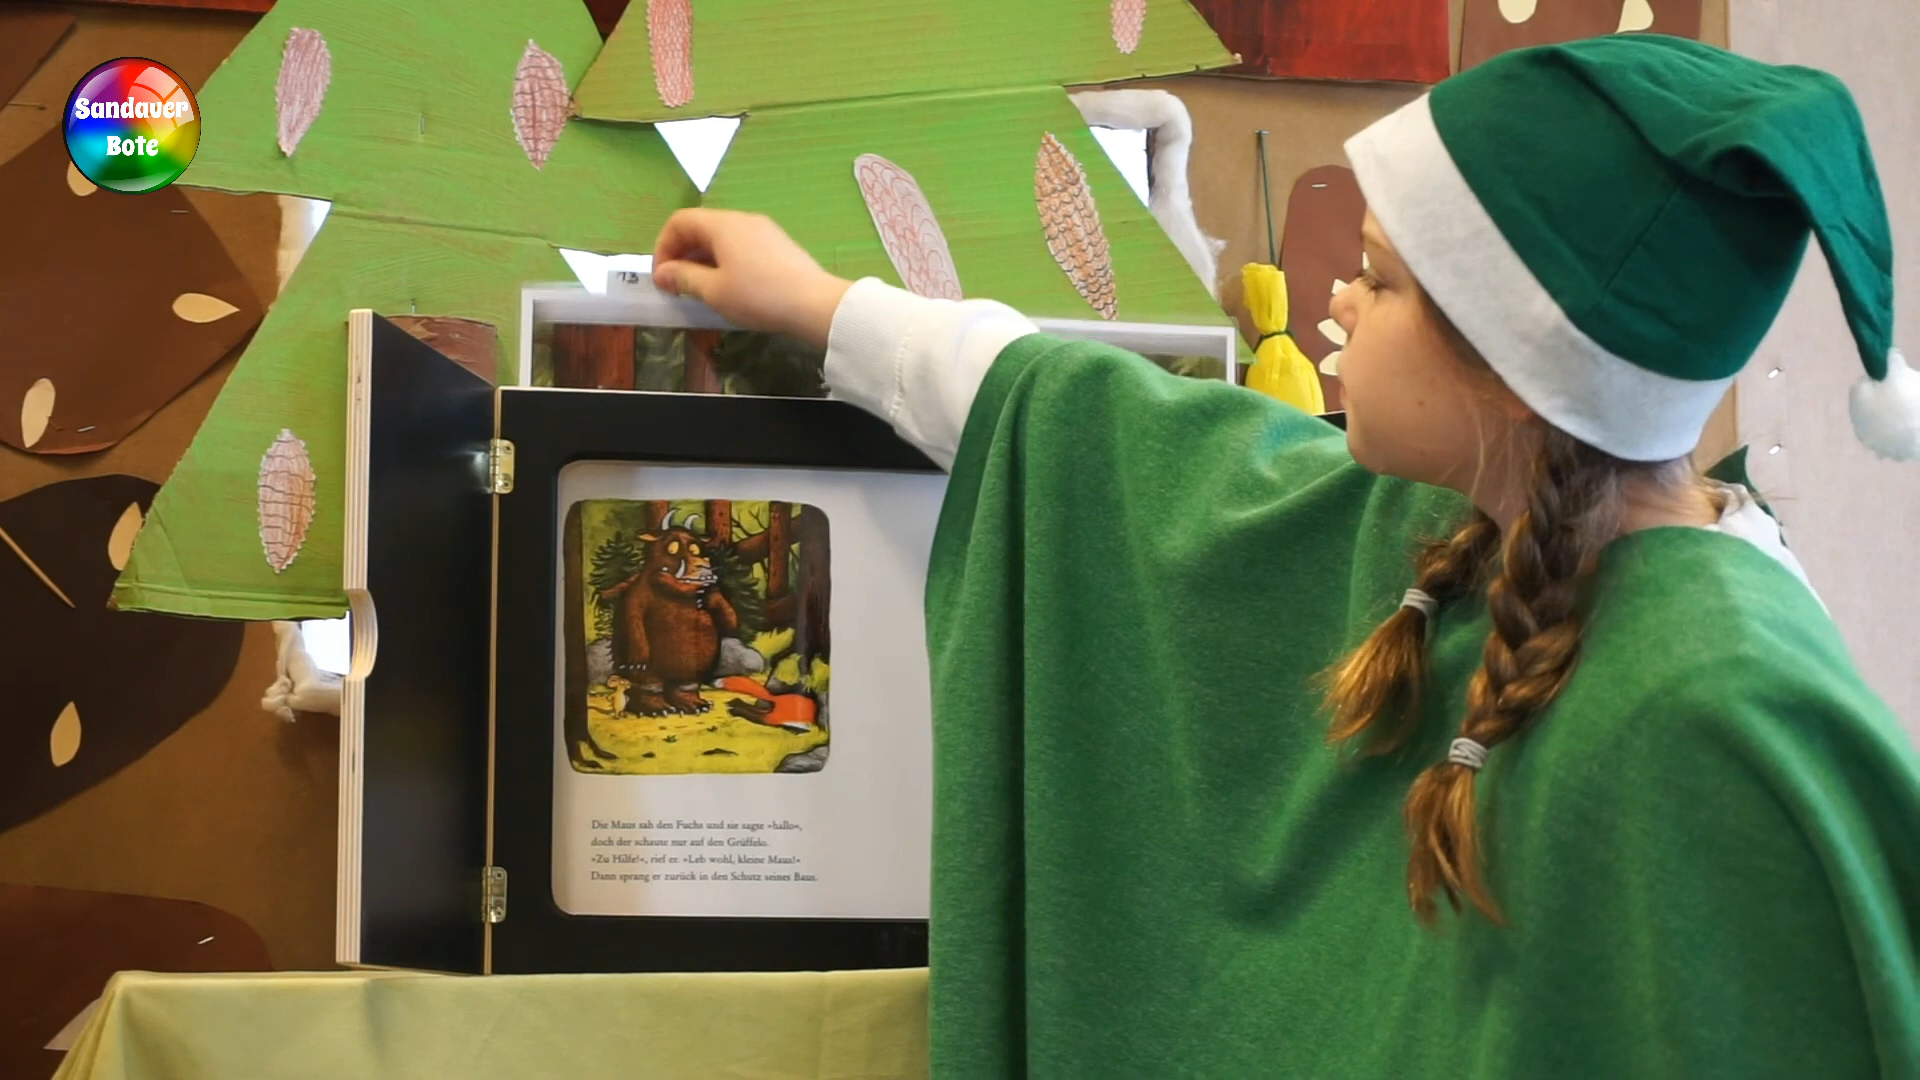 Sandauer
Bote
13
Die Maus sah den Fuchs und sie sagte »hallo«,
doch der schaute nur auf den Grüffelo.
»Zu Hilfe!«, rief er. »Leb wohl, kleine Maus!«
Dann sprang er zurück in den Schutz seines Baus.